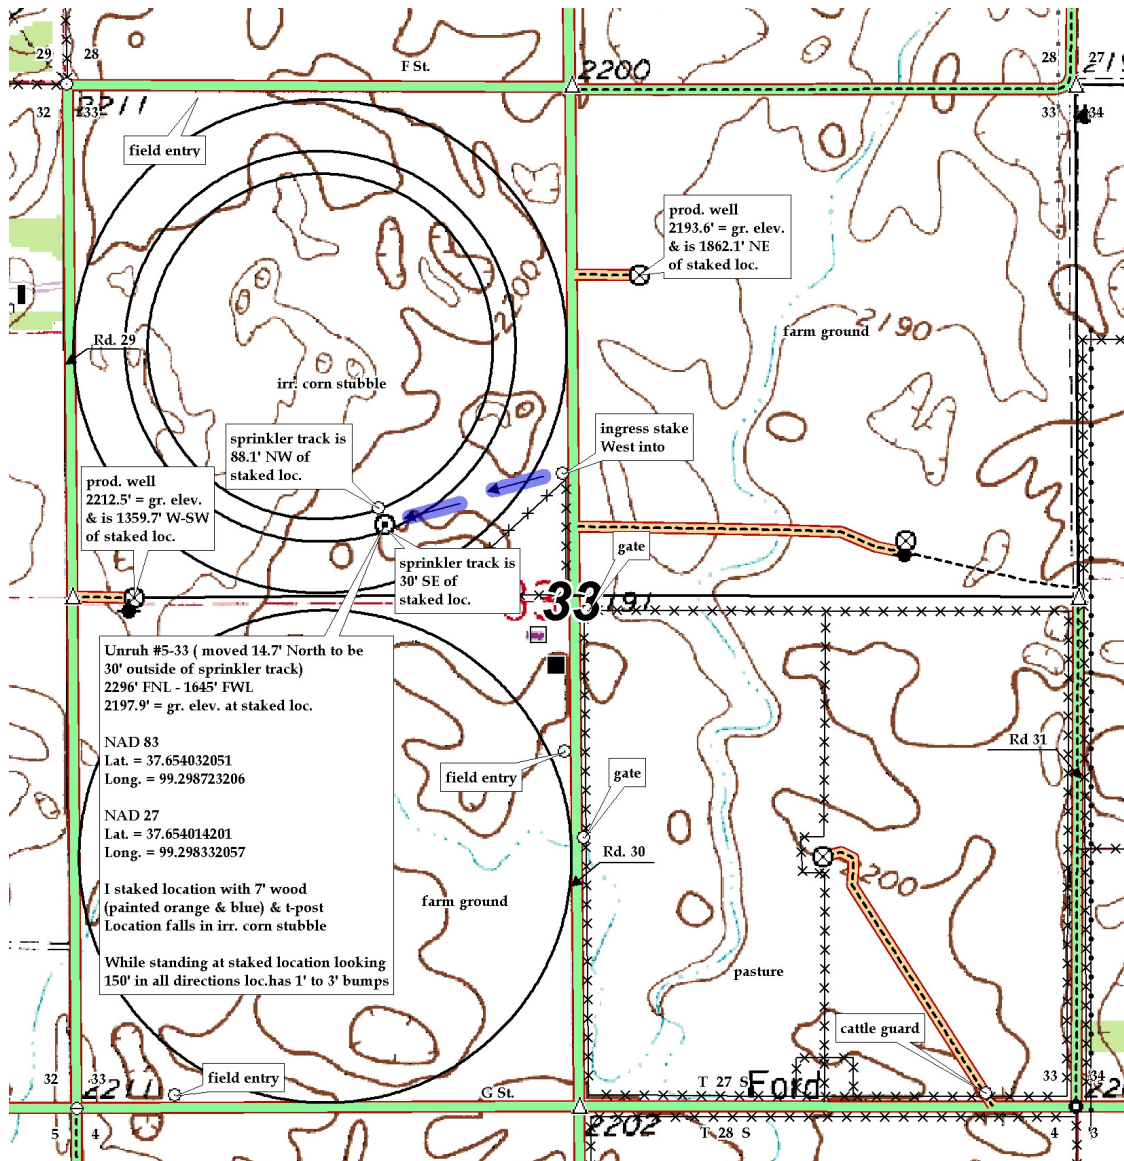 F St.
29
28
28
27
2200
219
32
33
2211
33
34
field entry
prod. well
2193.6' = gr. elev.
& is 1862.1' NE
of staked loc.
2200
2190
farm ground
Rd. 29
irr. corn stubble
sprinkler track is
88.1' NW of
staked loc.
ingress stake
West into
prod. well
2212.5' = gr. elev.
& is 1359.7' W-SW
of staked loc.
gate
sprinkler track is
30' SE of
staked loc.
33
2191
Unruh #5-33 ( moved 14.7' North to be
30' outside of sprinkler track)
2296' FNL - 1645' FWL
2197.9' = gr. elev. at staked loc.
NAD 83
Lat. = 37.654032051
Long. = 99.298723206
NAD 27
Lat. = 37.654014201
Long. = 99.298332057
I staked location with 7' wood
(painted orange & blue) & t-post
Location falls in irr. corn stubble
While standing at staked location looking
150' in all directions loc.has 1' to 3' bumps
Rd 31
field entry
gate
Rd. 30
200
farm ground
pasture
cattle guard
32
33
2211
field entry
G St.
T 27 S
Ford
33
34
220
5
4
2202
T 28 S
4
3